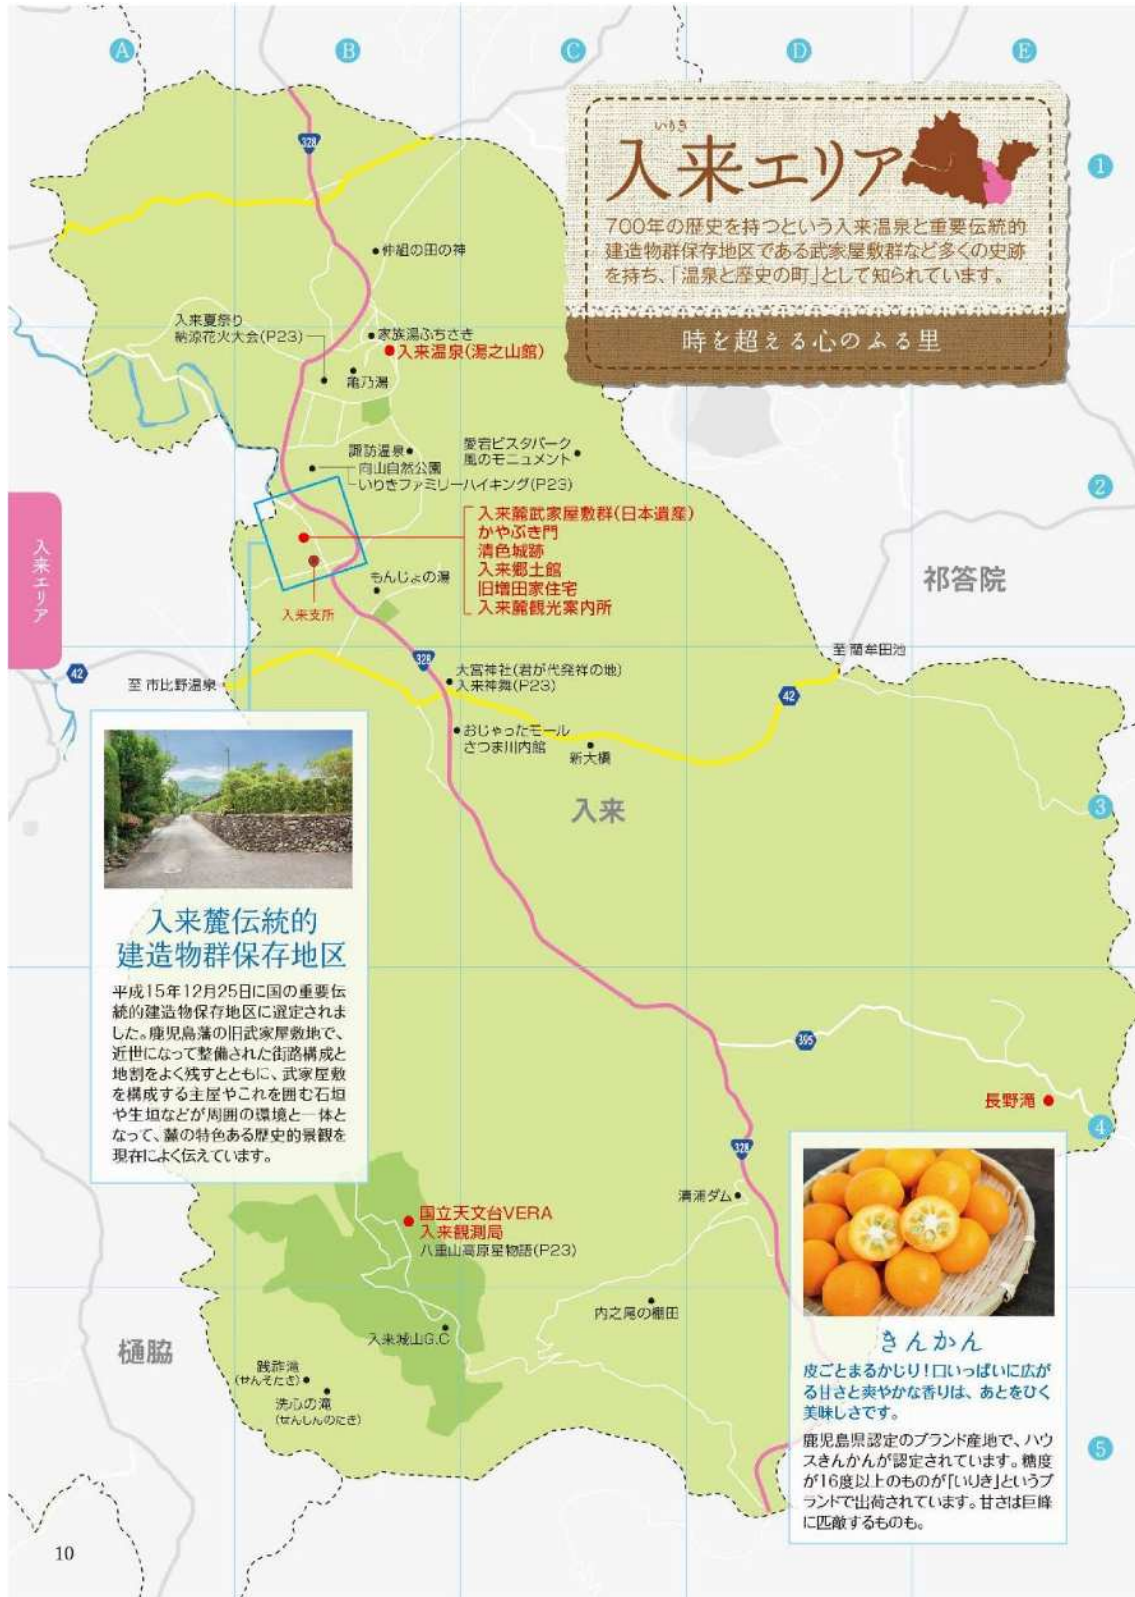 A
B
C
D
E
1
2
3
4
5
いりき
入来エリア
700年の歴史を持つという入来温泉と重要伝統的
建造物群保存地区である武家屋敷群など多くの史跡
を持ち、「温泉と歴史の町」として知られています。
時を超える心のふる里
328
仲組の田の神
入来夏祭り
納涼花火大会(P23)
家族湯ふちさき
入来温泉(湯之山館)
亀乃湯
諏訪温泉
愛宕ビスタパーク
風のモニュメント
向山自然公園
いりきファミリーハイキング(P23)
入来麓武家屋敷群(日本遺産)
かやぶき門
清色城跡
入来郷土館
旧増田家住宅
入来麓観光案内所
入来支所
もんじょの湯
祁答院
入来エリア
42
至 市比野温泉
328
大宮神社(君が代発祥の地)
入来神舞(P23)
至 藺牟田池
42
おじゃったモール
さつま川内館
新大橋
入来
入来麓伝統的
建造物群保存地区
平成15年12月25日に国の重要伝
統的建造物保存地区に選定されま
した。鹿児島藩の旧武家屋敷地で、
近世になって整備された街路構成と
地割をよく残すとともに、武家屋敷
を構成する主屋やこれを囲む石垣
や生垣などが周囲の環境と一体と
なって、麓の特色ある歴史的景観を
現在によく伝えています。
395
長野滝
328
清浦ダム
国立天文台VERA
入来観測局
八重山高原星物語(P23)
内之尾の棚田
入来城山G.C
樋脇
践祚滝
(せんそたき)
洗心の滝
(せんしんのたき)
きんかん
皮ごとまるかじり!口いっぱいに広が
る甘さと爽やかな香りは、あとをひく
美味しさです。
鹿児島県認定のブランド産地で、ハウ
スきんかんが認定されています。糖度
が16度以上のものが「いりき」というブ
ランドで出荷されています。甘さは巨峰
に匹敵するものも。
10